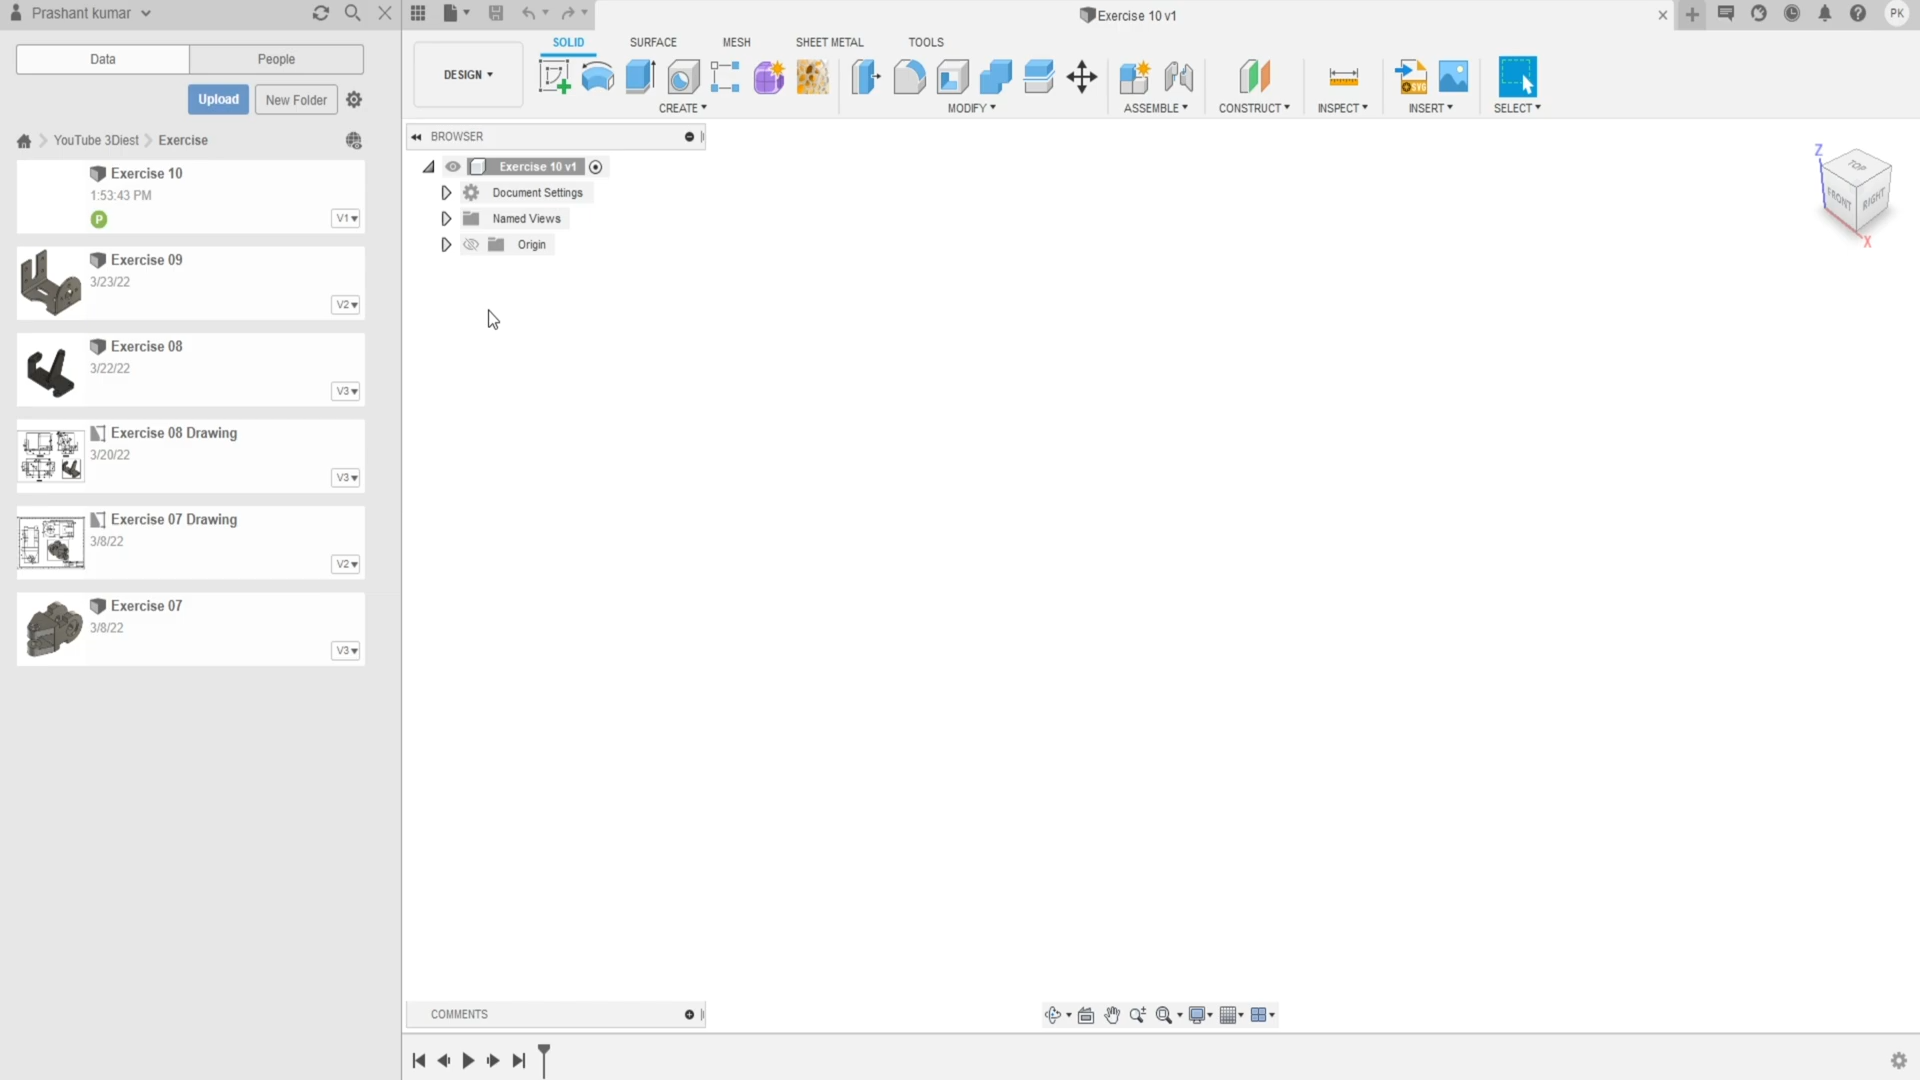 Prashant kumar
Exercise 10 v1
PK
Data
People
Upload
New Folder
YouTube 3Diest
Exercise
DESIGN
SOLID
SURFACE
MESH
SHEET METAL
TOOLS
CREATE
MODIFY
ASSEMBLE
CONSTRUCT
INSPECT
INSERT
SELECT
SVG
BROWSER
Exercise 10 v1
Document Settings
Named Views
Origin
Exercise 10
1:53:43 PM
P
V1
Exercise 09
3/23/22
V2
Exercise 08
3/22/22
V3
Exercise 08 Drawing
3/20/22
V3
Exercise 07 Drawing
3/8/22
V2
Exercise 07
3/8/22
V3
Z
TOP
FRONT
RIGHT
X
COMMENTS